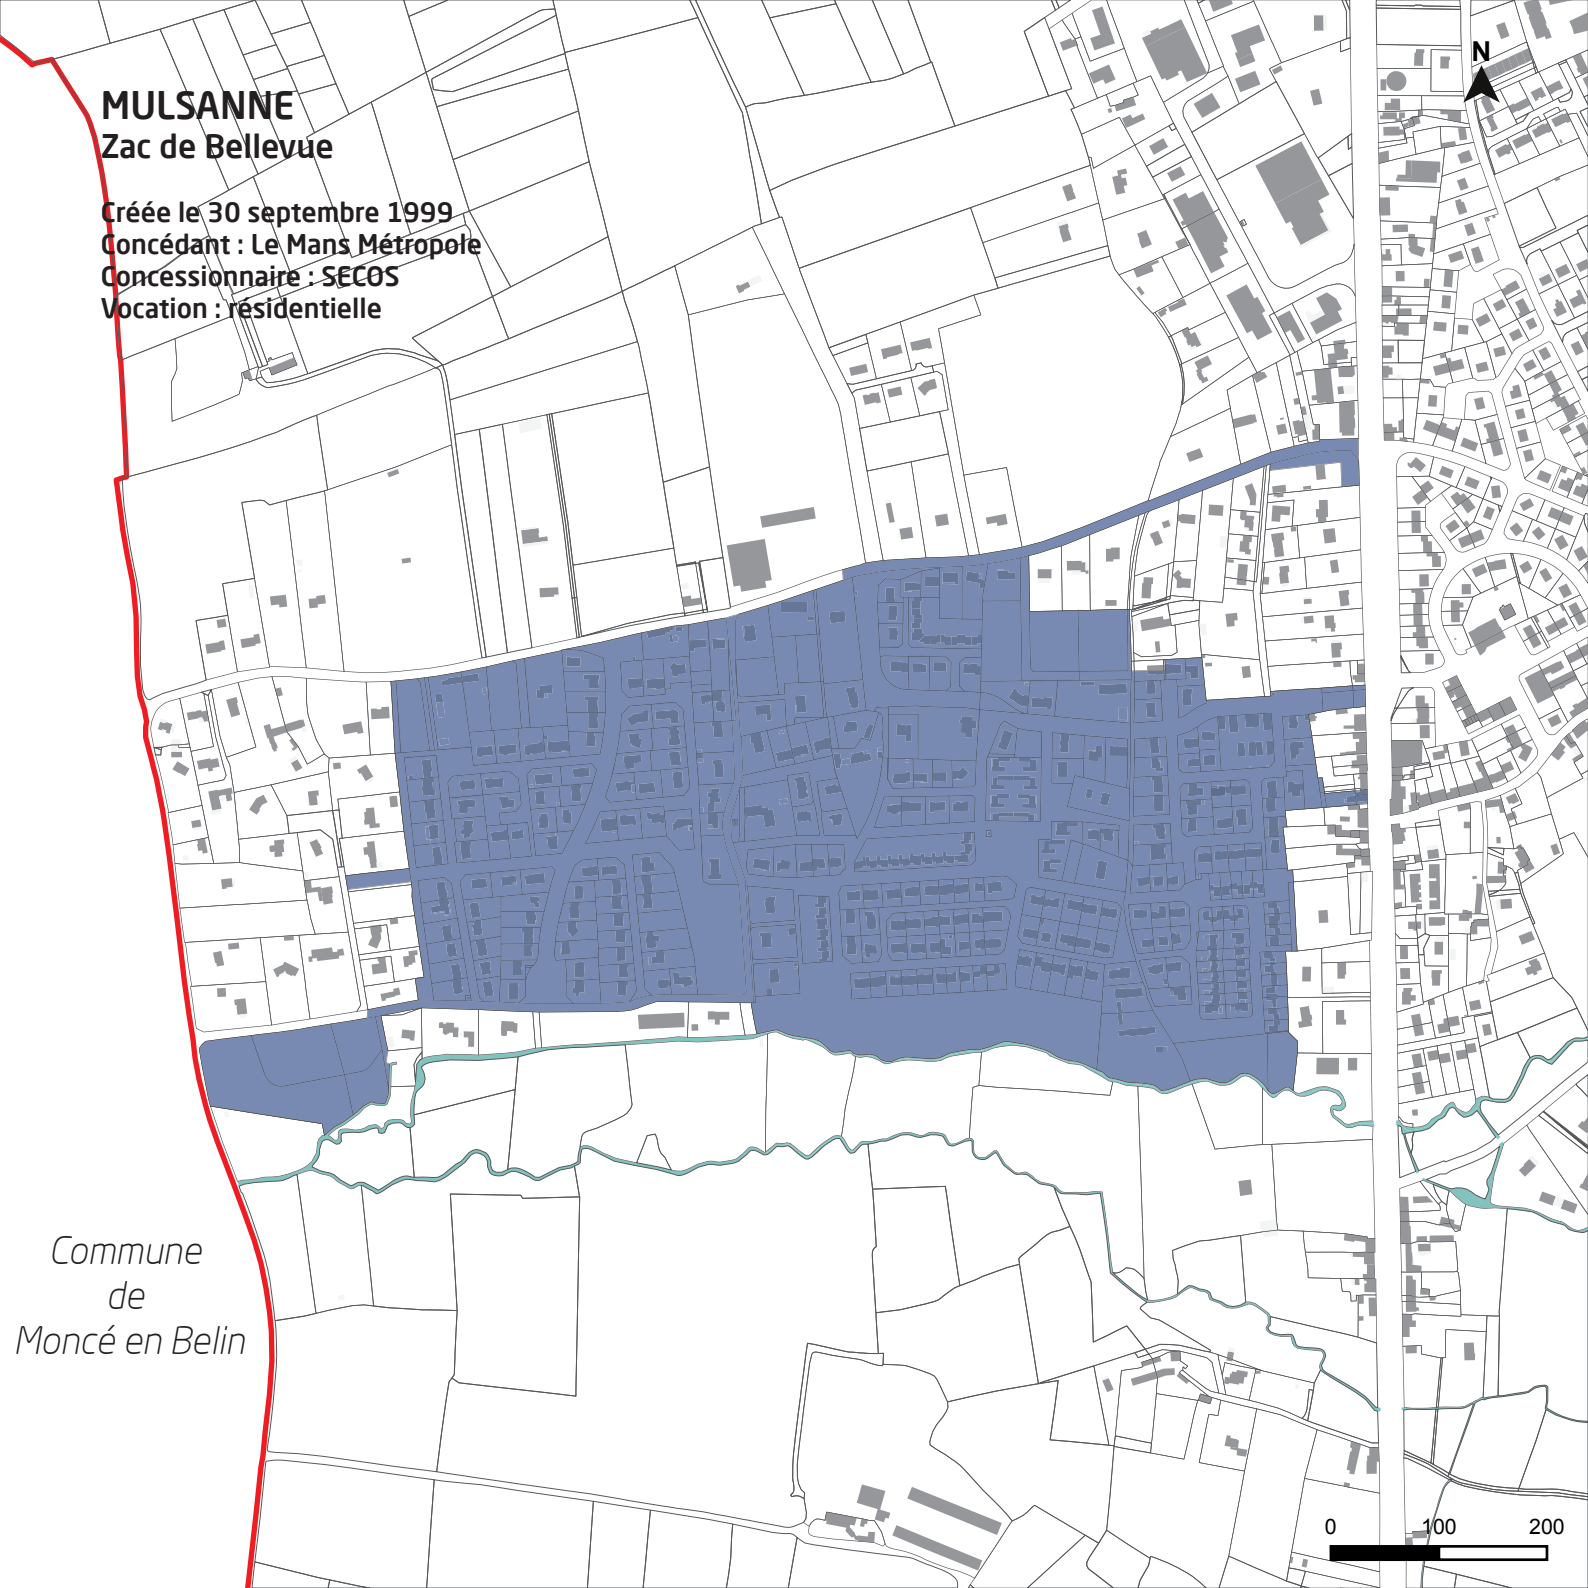 MULSANNE
Zac de Bellevue
Créée le 30 septembre 1999
Concédant : Le Mans Métropole
Concessionnaire : SECOS
Vocation : résidentielle
N
Commune
de
Moncé en Belin
0 100 200